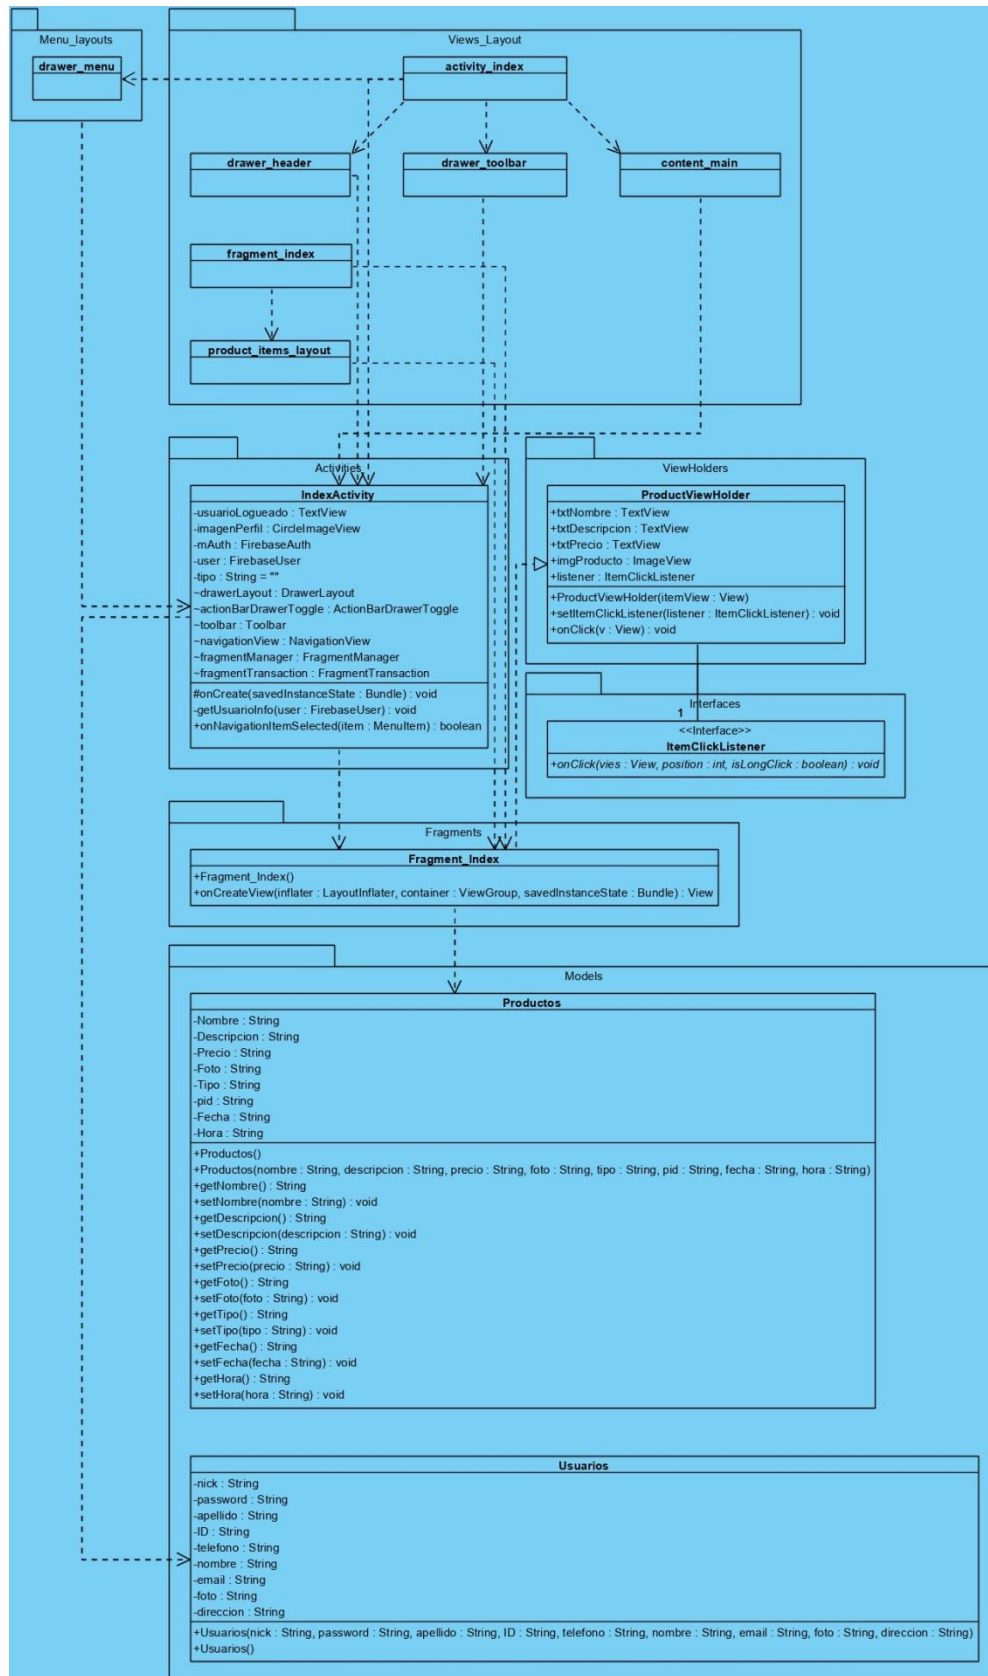 Menu_layouts
drawer_menu
Views_Layout
activity_index
drawer_header
drawer_toolbar
content_main
fragment_index
product_items_layout
Activities
IndexActivity
-usuarioLogueado : TextView
-imagenPerfil : CircleImageView
-mAuth : FirebaseAuth
-user : FirebaseUser
-tipo : String = ""
~drawerLayout : DrawerLayout
~actionBarDrawerToggle : ActionBarDrawerToggle
~toolbar : Toolbar
~navigationView : NavigationView
~fragmentManager : FragmentManager
~fragmentTransaction : FragmentTransaction
#onCreate(savedInstanceState : Bundle) : void
-getUsuarioInfo(user : FirebaseUser) : void
+onNavigationItemSelected(item : MenuItem) : boolean
ViewHolders
ProductViewHolder
+txtNombre : TextView
+txtDescripcion : TextView
+txtPrecio : TextView
+imgProducto : ImageView
+listener : ItemClickListener
+ProductViewHolder(itemView : View)
+setItemClickListener(listener : ItemClickListener) : void
+onClick(v : View) : void
Interfaces
1
<<Interface>>
ItemClickListener
+onClick(vies : View, position : int, isLongClick : boolean) : void
Fragments
Fragment_Index
+Fragment_Index()
+onCreateView(inflater : LayoutInflater, container : ViewGroup, savedInstanceState : Bundle) : View
Models
Productos
-Nombre : String
-Descripcion : String
-Precio : String
-Foto : String
-Tipo : String
-pid : String
-Fecha : String
-Hora : String
+Productos()
+Productos(nombre : String, descripcion : String, precio : String, foto : String, tipo : String, pid : String, fecha : String, hora : String)
+getNombre() : String
+setNombre(nombre : String) : void
+getDescripcion() : String
+setDescripcion(descripcion : String) : void
+getPrecio() : String
+setPrecio(precio : String) : void
+getFoto() : String
+setFoto(foto : String) : void
+getTipo() : String
+setTipo(tipo : String) : void
+getFecha() : String
+setFecha(fecha : String) : void
+getHora() : String
+setHora(hora : String) : void
Usuarios
-nick : String
-password : String
-apellido : String
-ID : String
-telefono : String
-nombre : String
-email : String
-foto : String
-direccion : String
+Usuarios(nick : String, password : String, apellido : String, ID : String, telefono : String, nombre : String, email : String, foto : String, direccion : String)
+Usuarios()